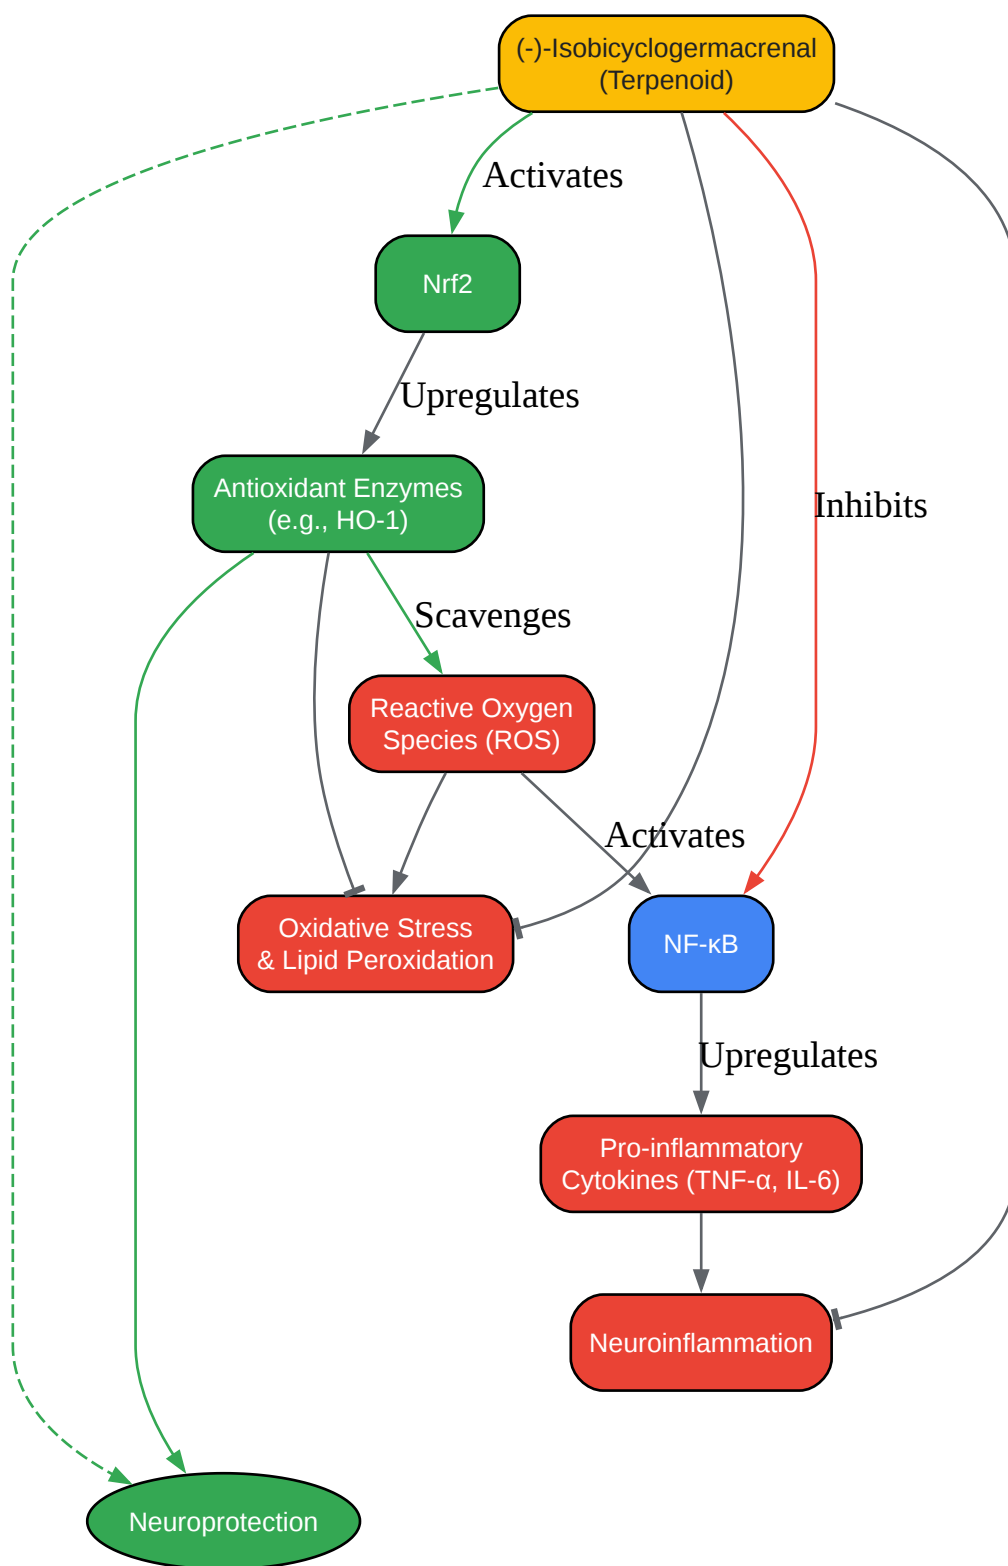 (-)-Isobicyclogermacrenal
(Terpenoid)
Activates
Nrf2
Upregulates
Antioxidant Enzymes
(e.g., HO-1)
Inhibits
Scavenges
Reactive Oxygen
Species (ROS)
Activates
Oxidative Stress
& Lipid Peroxidation
NF-κB
Upregulates
Pro-inflammatory
Cytokines (TNF-α, IL-6)
Neuroinflammation
Neuroprotection